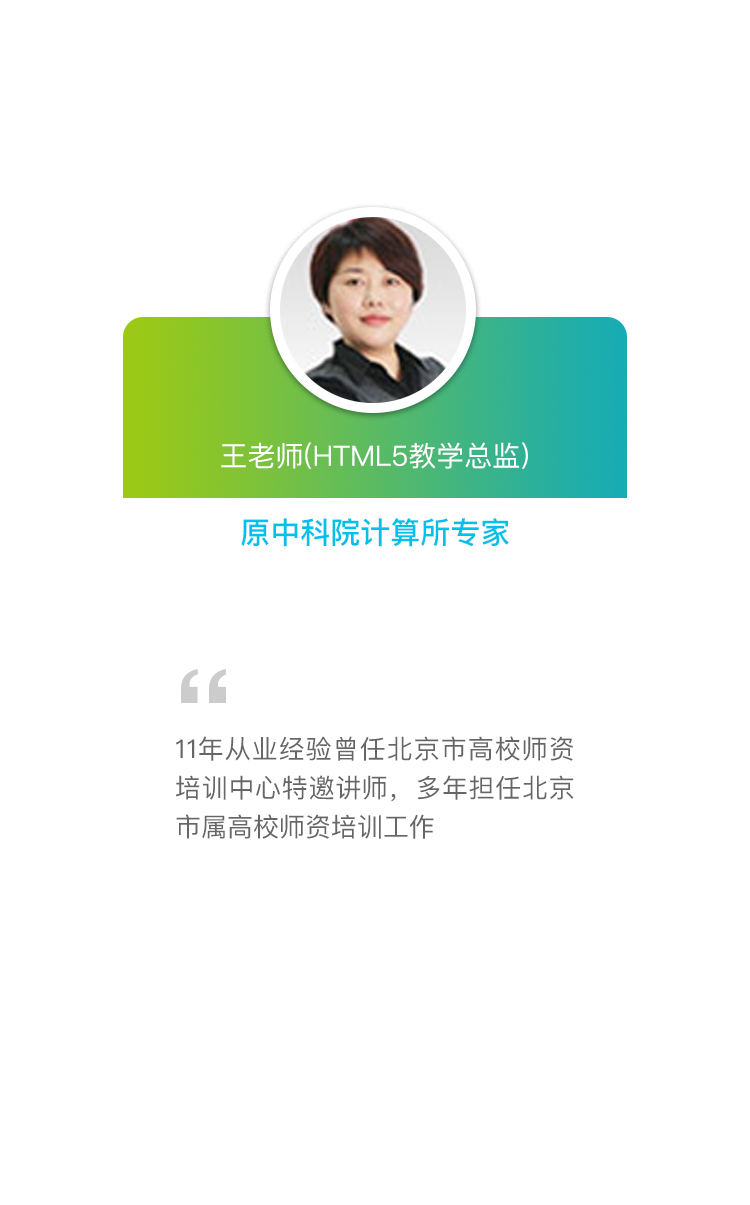 王老师(HTML5教学总监)
原中科院计算所专家
“
11年从业经验曾任北京市高校师资
培训中心特邀讲师，多年担任北京
市属高校师资培训工作